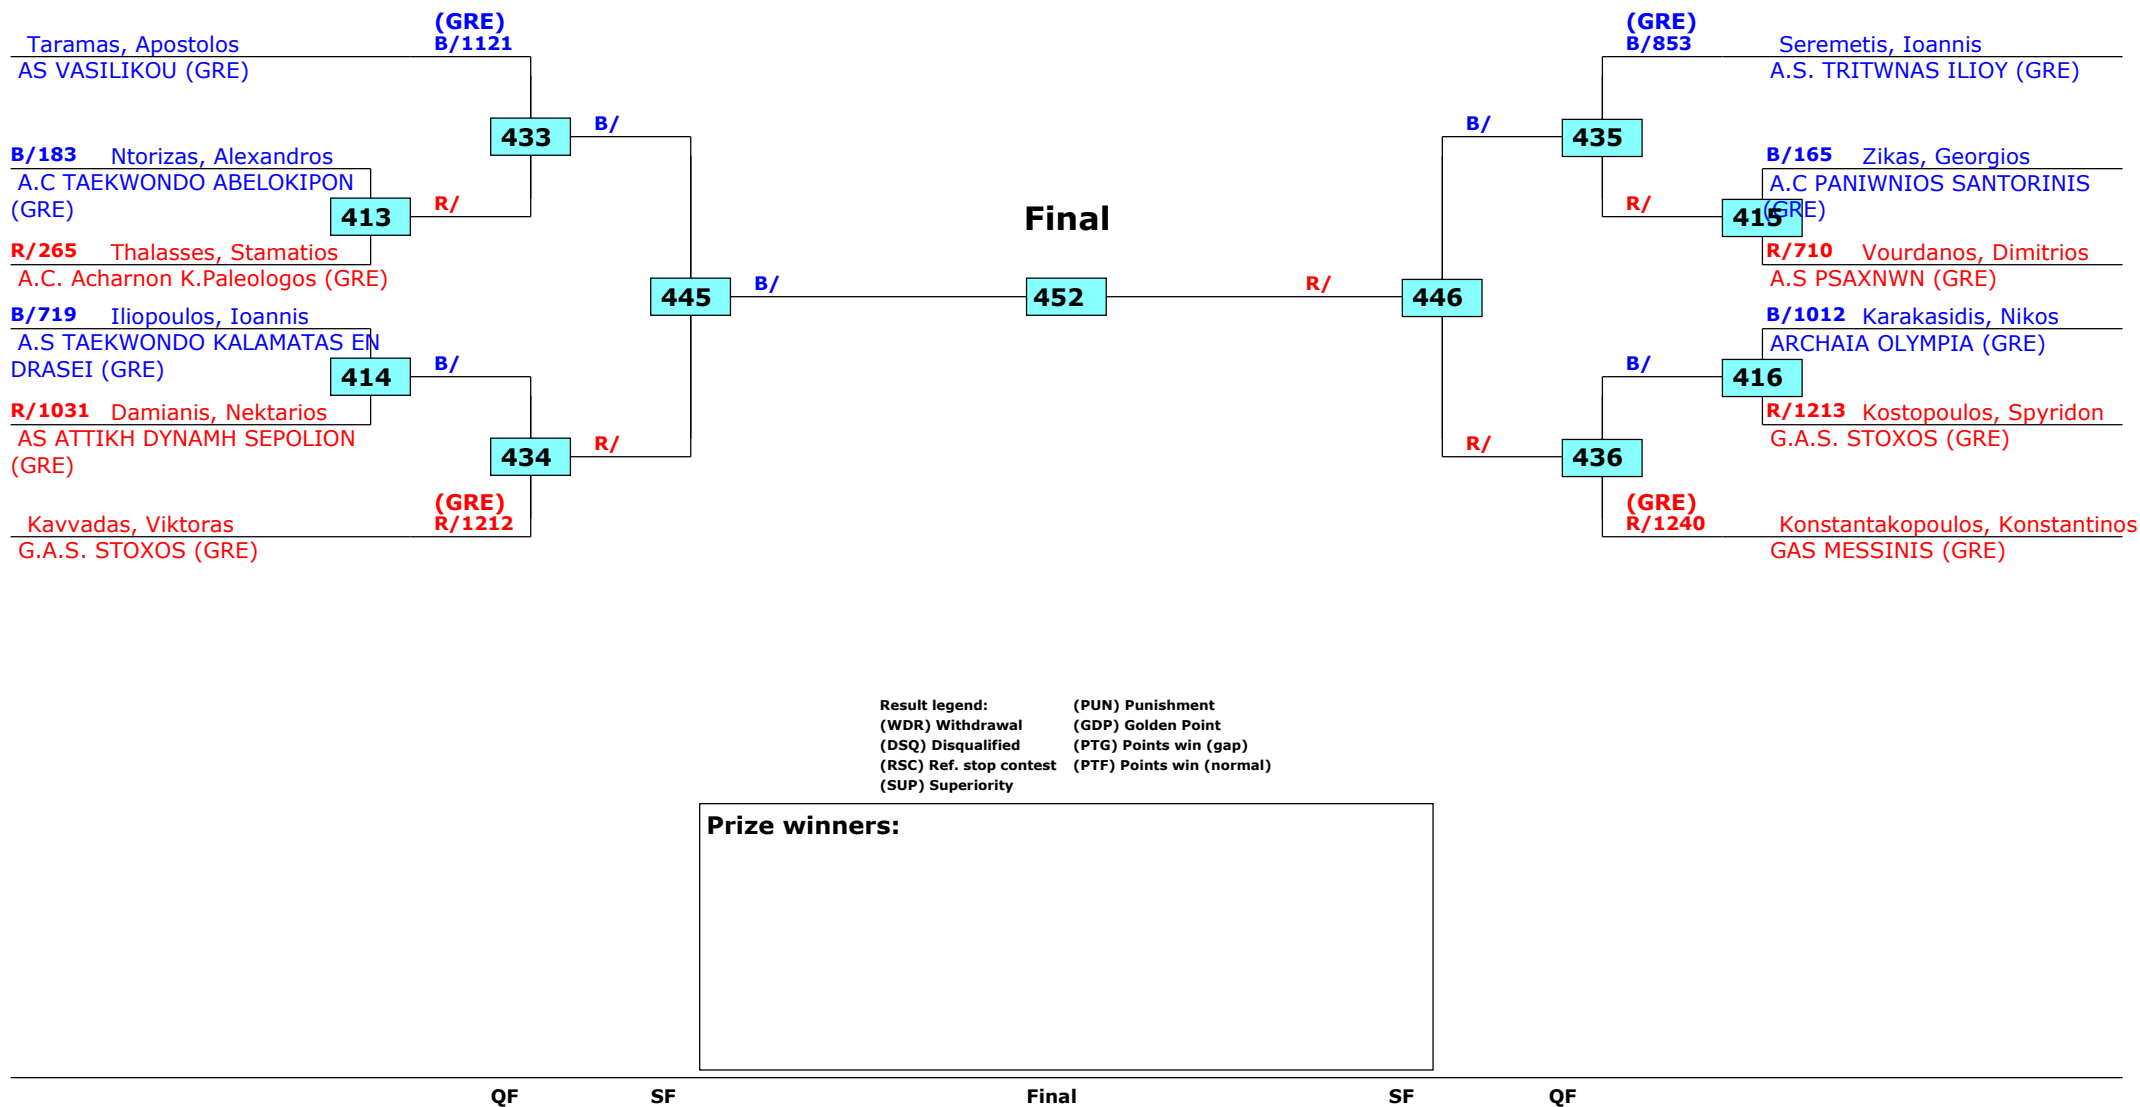 (GRE)
Taramas, Apostolos B/1121
AS VASILIKOU (GRE)
433 B/
B/183 Ntorizas, Alexandros
A.C TAEKWONDO ABELOKIPON
(GRE)
413 R/
R/265 Thalasses, Stamatios
A.C. Acharnon K.Paleologos (GRE)
445 B/
B/719 Iliopoulos, Ioannis
A.S TAEKWONDO KALAMATAS EN
DRASEI (GRE)
414 B/
R/1031 Damianis, Nektarios
AS ATTIKH DYNAMH SEPOLION
(GRE)
434 R/
(GRE)
Kavvadas, Viktoras R/1212
G.A.S. STOXOS (GRE)
Final
452
(GRE)
B/853 Seremetis, Ioannis
A.S. TRITWNAS ILIOY (GRE)
B/ 435
B/165 Zikas, Georgios
A.C PANIWNIOS SANTORINIS
(GRE)
R/ 415
R/710 Vourdanos, Dimitrios
A.S PSAXNWN (GRE)
R/ 446
B/1012 Karakasidis, Nikos
ARCHAIA OLYMPIA (GRE)
B/ 416
R/1213 Kostopoulos, Spyridon
G.A.S. STOXOS (GRE)
R/ 436
(GRE)
R/1240 Konstantakopoulos, Konstantinos
GAS MESSINIS (GRE)
Result legend: (PUN) Punishment
(WDR) Withdrawal (GDP) Golden Point
(DSQ) Disqualified (PTG) Points win (gap)
(RSC) Ref. stop contest (PTF) Points win (normal)
(SUP) Superiority
Prize winners:
QF SF Final SF QF